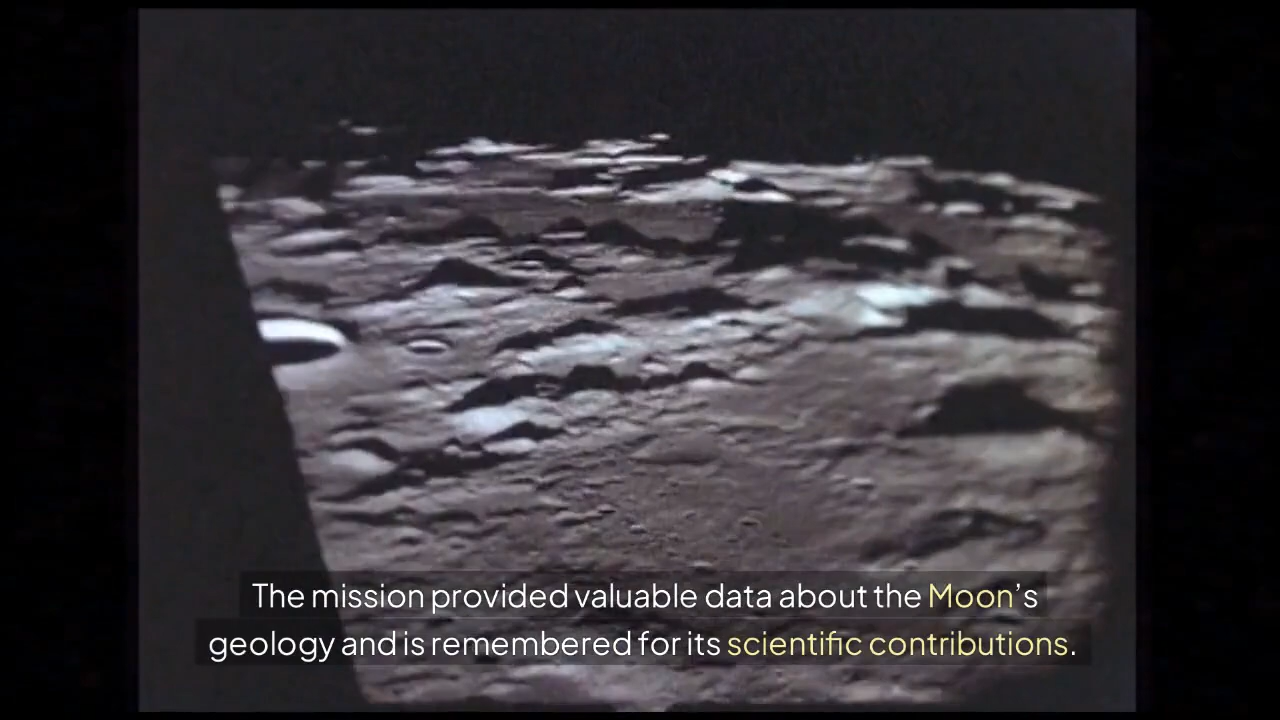 The mission provided valuable data about the Moon’s
geology and is remembered for its scientific contributions.